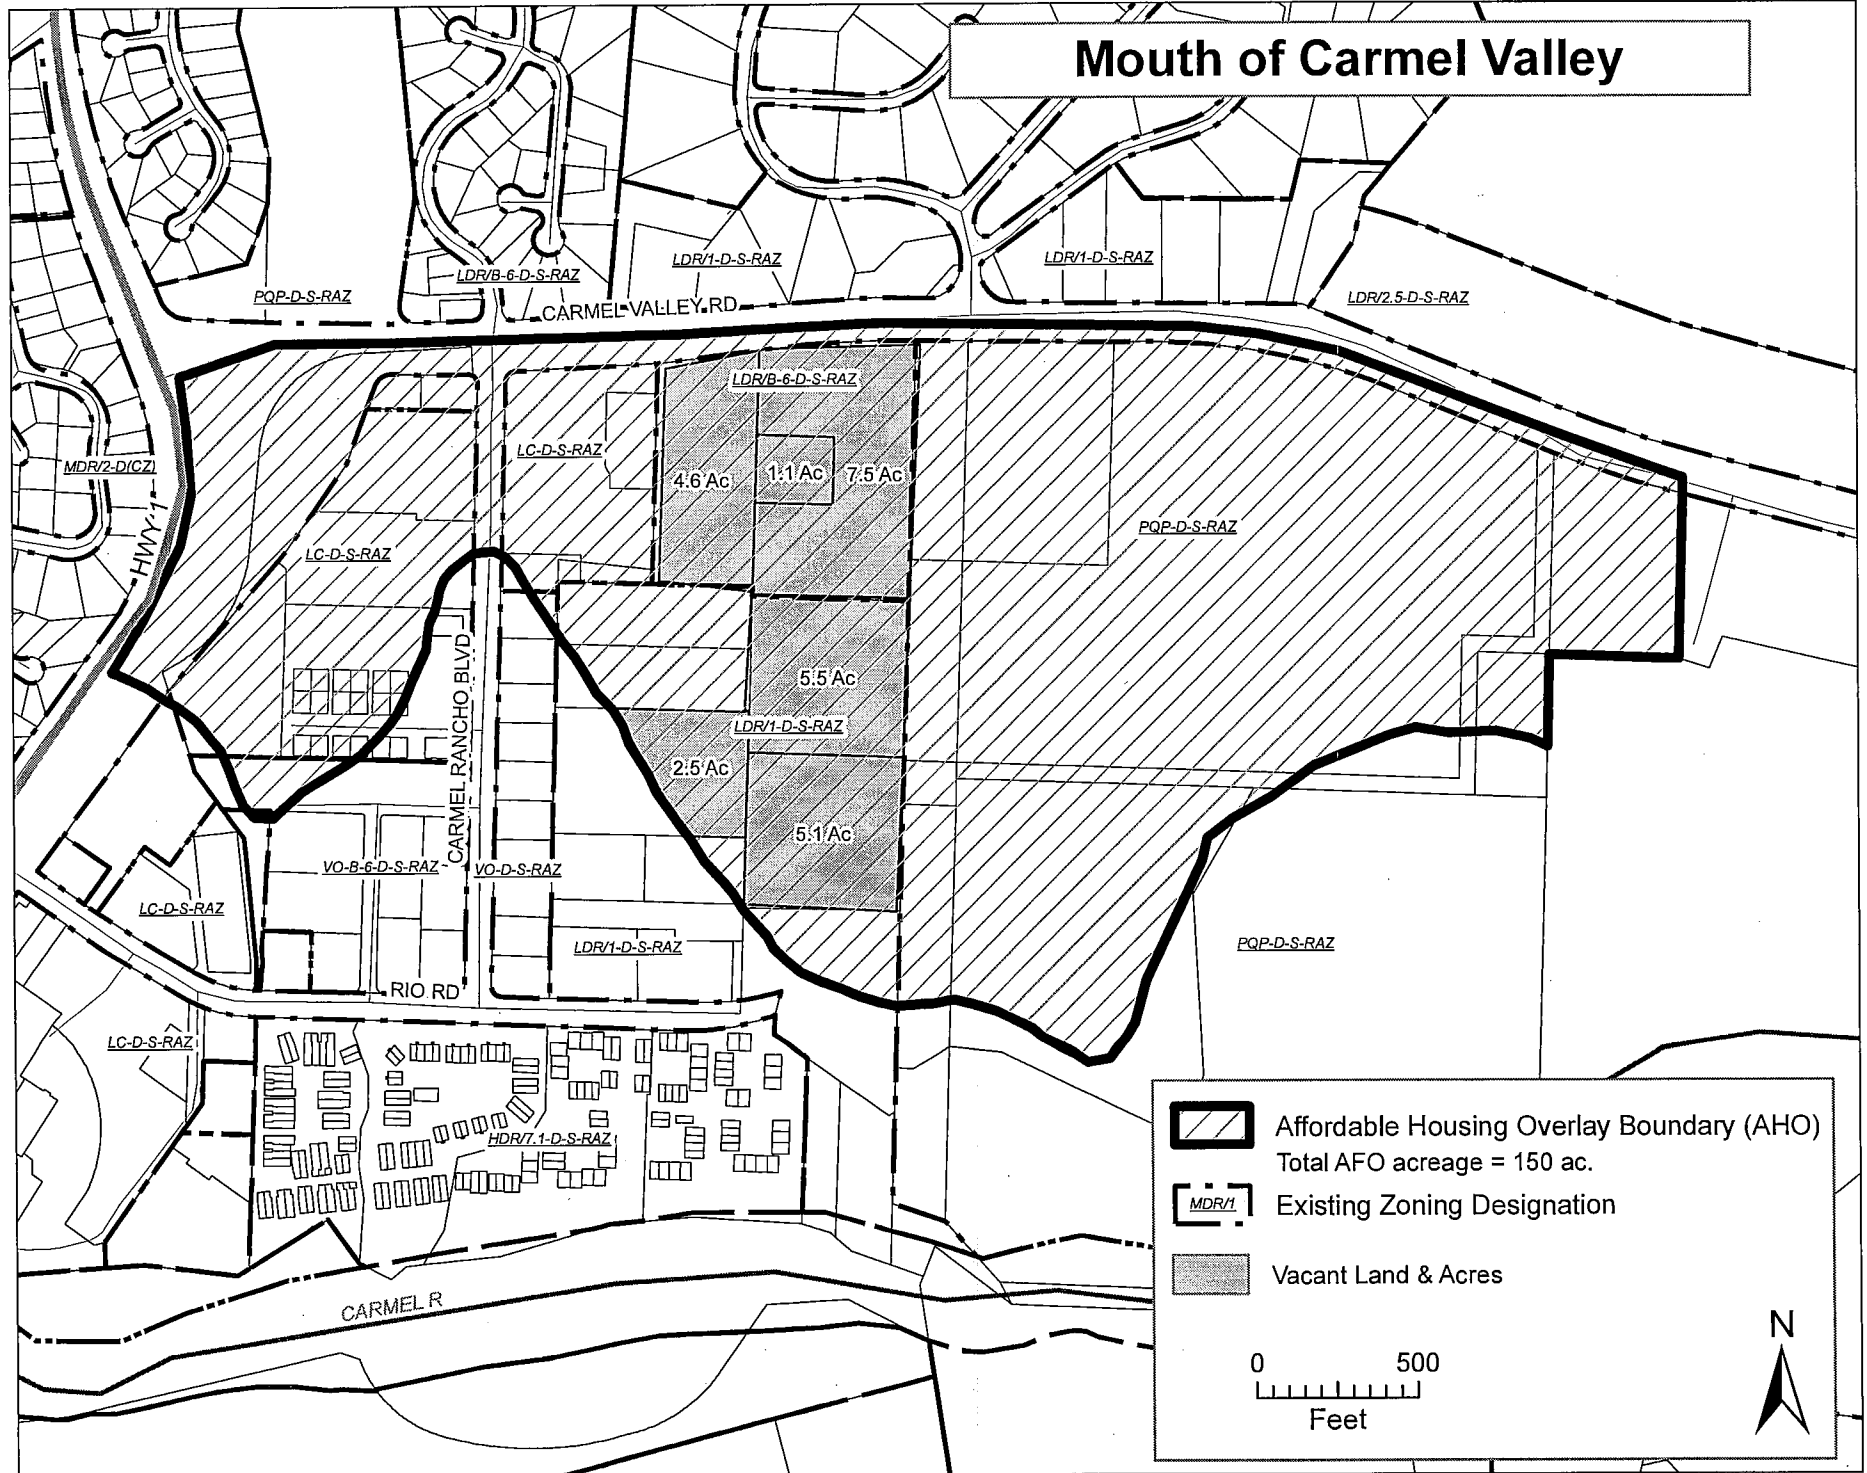 Mouth of Carmel Valley
PQP-D-S-RAZ
LDR/B-6-D-S-RAZ
LDR/1-D-S-RAZ
LDR/1-D-S-RAZ
LDR/2.5-D-S-RAZ
CARMEL VALLEY RD
LDR/B-6-D-S-RAZ
MDR/2-D(CZ)
HWY 1
LC-D-S-RAZ
4.6 Ac
1.1 Ac
7.5 Ac
PQP-D-S-RAZ
LC-D-S-RAZ
CARMEL RANCHO BLVD
5.5 Ac
LDR/1-D-S-RAZ
2.5 Ac
5.1 Ac
VO-B-6-D-S-RAZ
VO-D-S-RAZ
LC-D-S-RAZ
LDR/1-D-S-RAZ
PQP-D-S-RAZ
RIO RD
LC-D-S-RAZ
HDR/7.1-D-S-RAZ
CARMEL R
Affordable Housing Overlay Boundary (AHO)
Total AFO acreage = 150 ac.
MDR/1
Existing Zoning Designation
Vacant Land & Acres
N
0 500
Feet